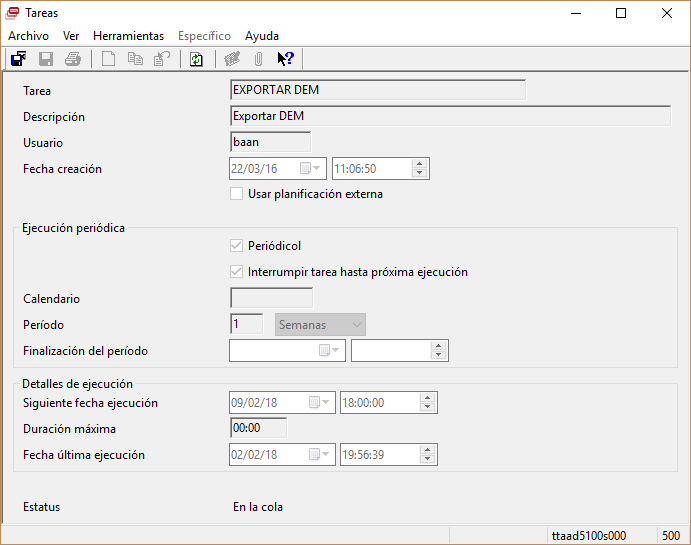 Tareas
Archivo Ver Herramientas Específico Ayuda
Tarea EXPORTAR DEM
Descripción Exportar DEM
Usuario baan
Fecha creación 22/03/16 11:06:50
Usar planificación externa
Ejecución periódica
Periódicol
Interrumpir tarea hasta próxima ejecución
Calendario
Período 1 Semanas
Finalización del período
Detalles de ejecución
Siguiente fecha ejecución 09/02/18 18:00:00
Duración máxima 00:00
Fecha última ejecución 02/02/18 19:56:39
Estatus En la cola
ttaad5100s000 500